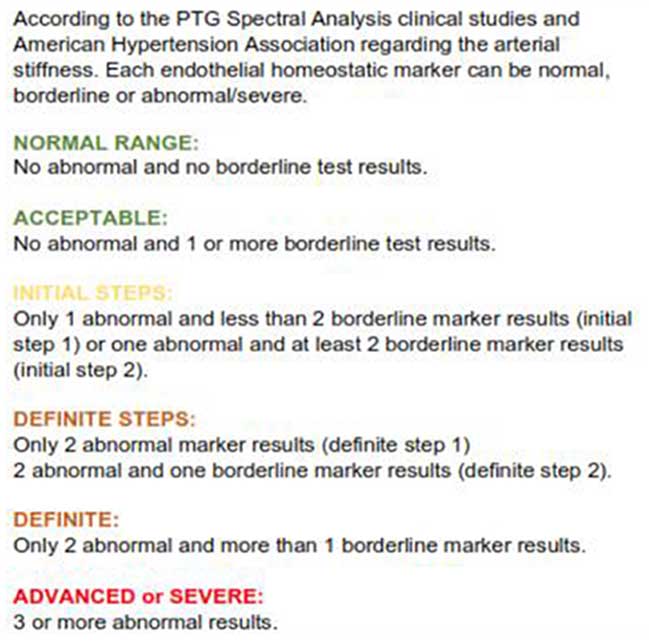 According to the PTG Spectral Analysis clinical studies and
American Hypertension Association regarding the arterial
stiffness. Each endothelial homeostatic marker can be normal,
borderline or abnormal/severe.
NORMAL RANGE:
No abnormal and no borderline test results.
ACCEPTABLE:
No abnormal and 1 or more borderline test results.
INITIAL STEPS:
Only 1 abnormal and less than 2 borderline marker results (initial
step 1) or one abnormal and at least 2 borderline marker results
(initial step 2).
DEFINITE STEPS:
Only 2 abnormal marker results (definite step 1)
2 abnormal and one borderline marker results (definite step 2).
DEFINITE:
Only 2 abnormal and more than 1 borderline marker results.
ADVANCED or SEVERE:
3 or more abnormal results.